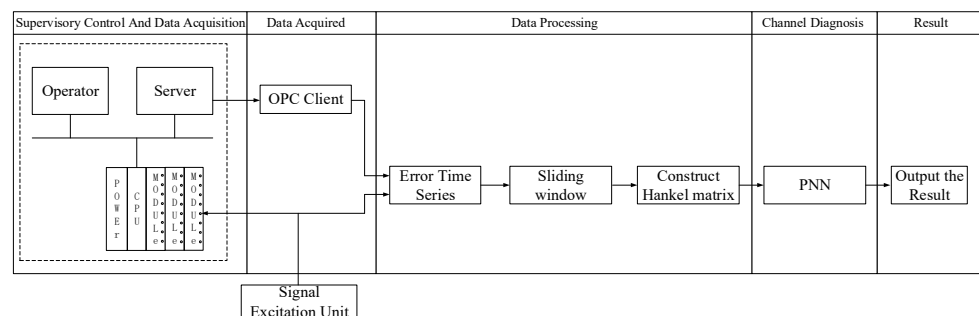 Supervisory Control And Data Acquisition
Data Acquired
Data Processing
Channel Diagnosis
Result
Operator
Server
OPC Client
POWEr
CPU
MODULe
MODULe
MODULe
Error Time
Series
Sliding
window
Construct
Hankel matrix
PNN
Output the
Result
Signal
Excitation Unit